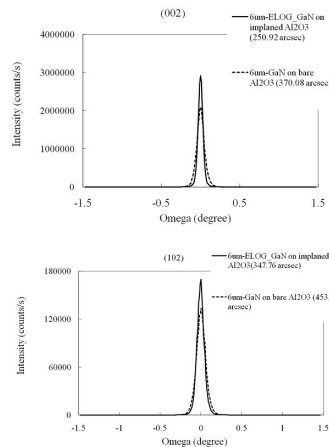 (002)
6um-ELOG_GaN on
implaned Al2O3
(250.92 arcsec)
6um-GaN on bare
Al2O3 (370.08 arcsec
Intensity (counts/s)
4000000
3000000
2000000
1000000
0
-1.5 -0.5 0.5 1.5
Omega (degree)
(102)
6um-ELOG_GaN on implaned
Al2O3(347.76 arcsec)
6um-GaN on bare Al2O3 (453.
arcsec)
Intensity (counts/s)
180000
120000
60000
0
-1.5 -1 -0.5 0 0.5 1 1.5
Omega (degree)